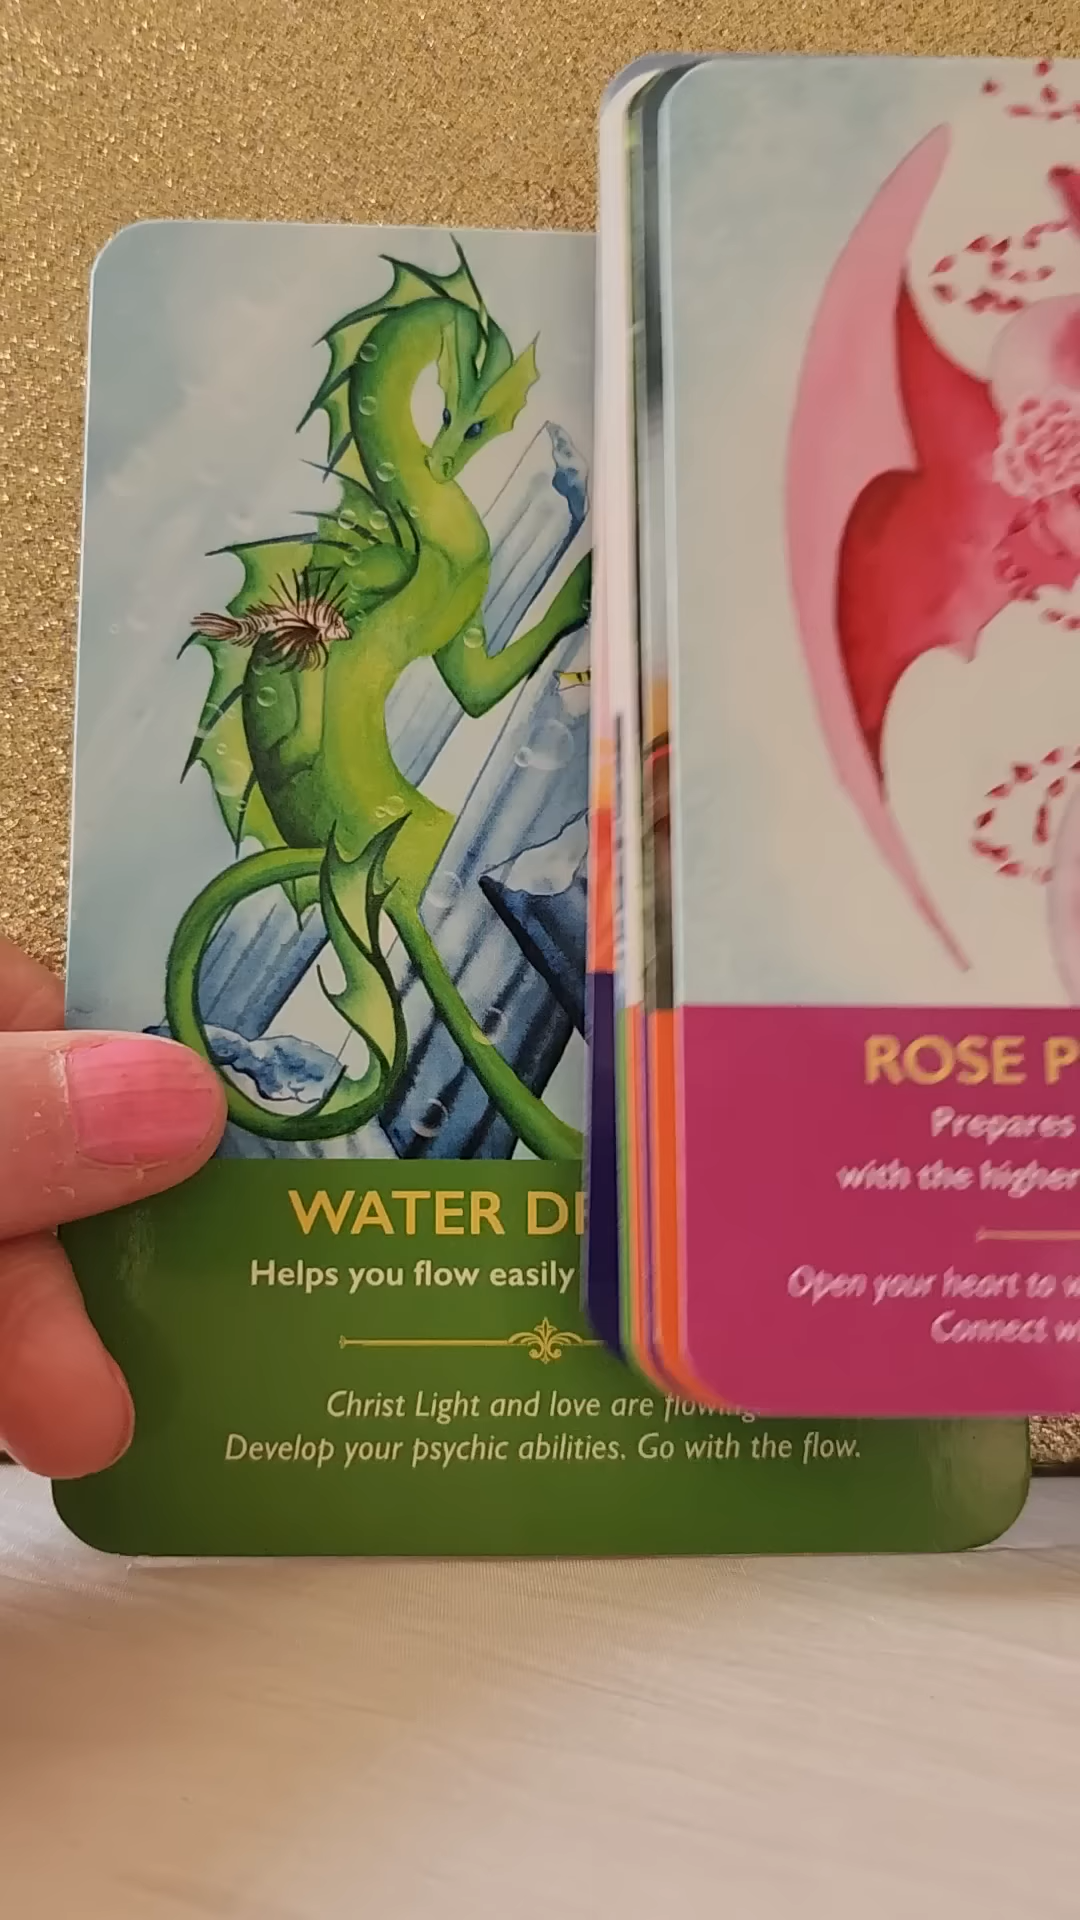 WATER DR
Helps you flow easily
Christ Light and love are flowing.
Develop your psychic abilities. Go with the flow.
ROSE P
Prepares
with the higher
Open your heart to w
Connect w